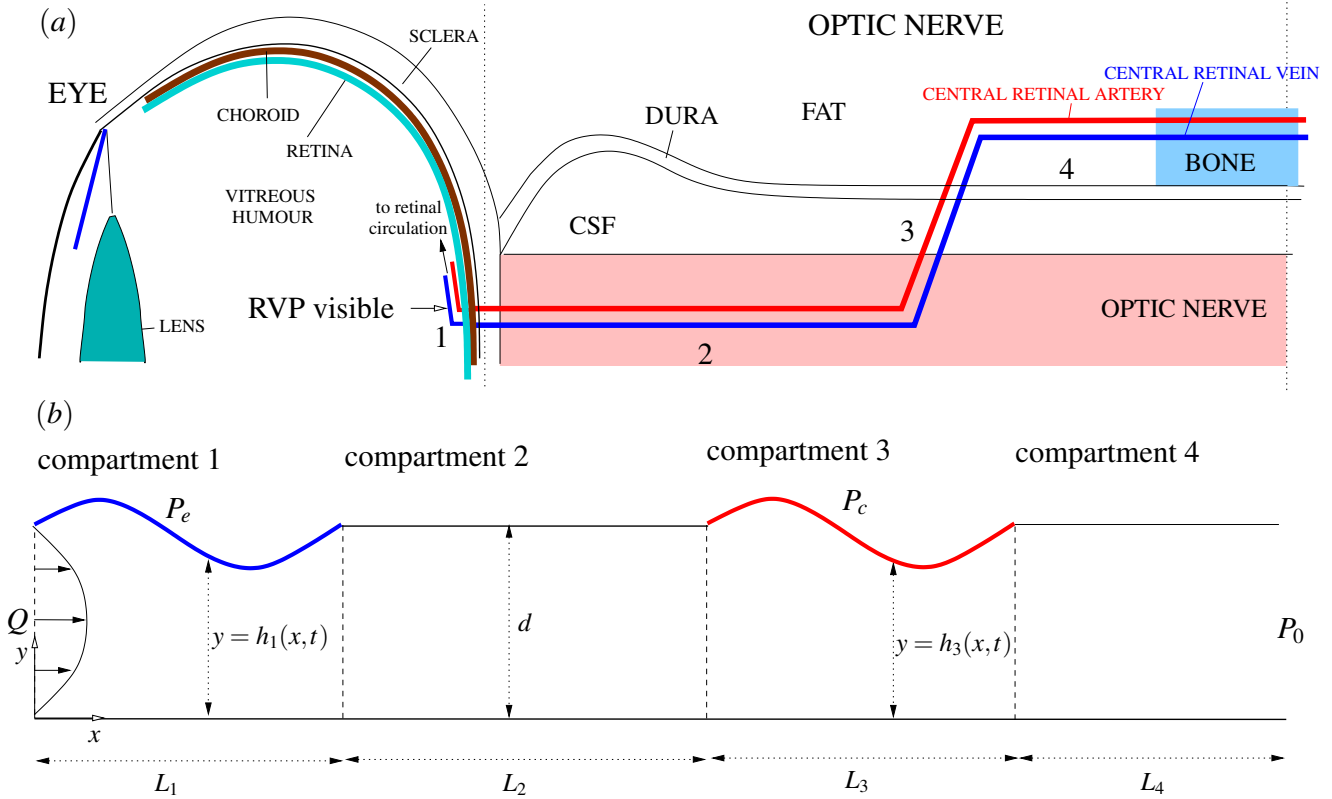 (a)
OPTIC NERVE
SCLERA
EYE
CHOROID
RETINA
DURA
FAT
CENTRAL RETINAL VEIN
CENTRAL RETINAL ARTERY
4
BONE
VITREOUS
HUMOUR
to retinal
circulation
CSF
3
RVP visible
LENS
1
2
OPTIC NERVE
(b)
compartment 1
compartment 2
compartment 3
compartment 4
P_e
P_c
Q
y
x
y = h_1(x,t)
d
y = h_3(x,t)
P_0
L_1
L_2
L_3
L_4